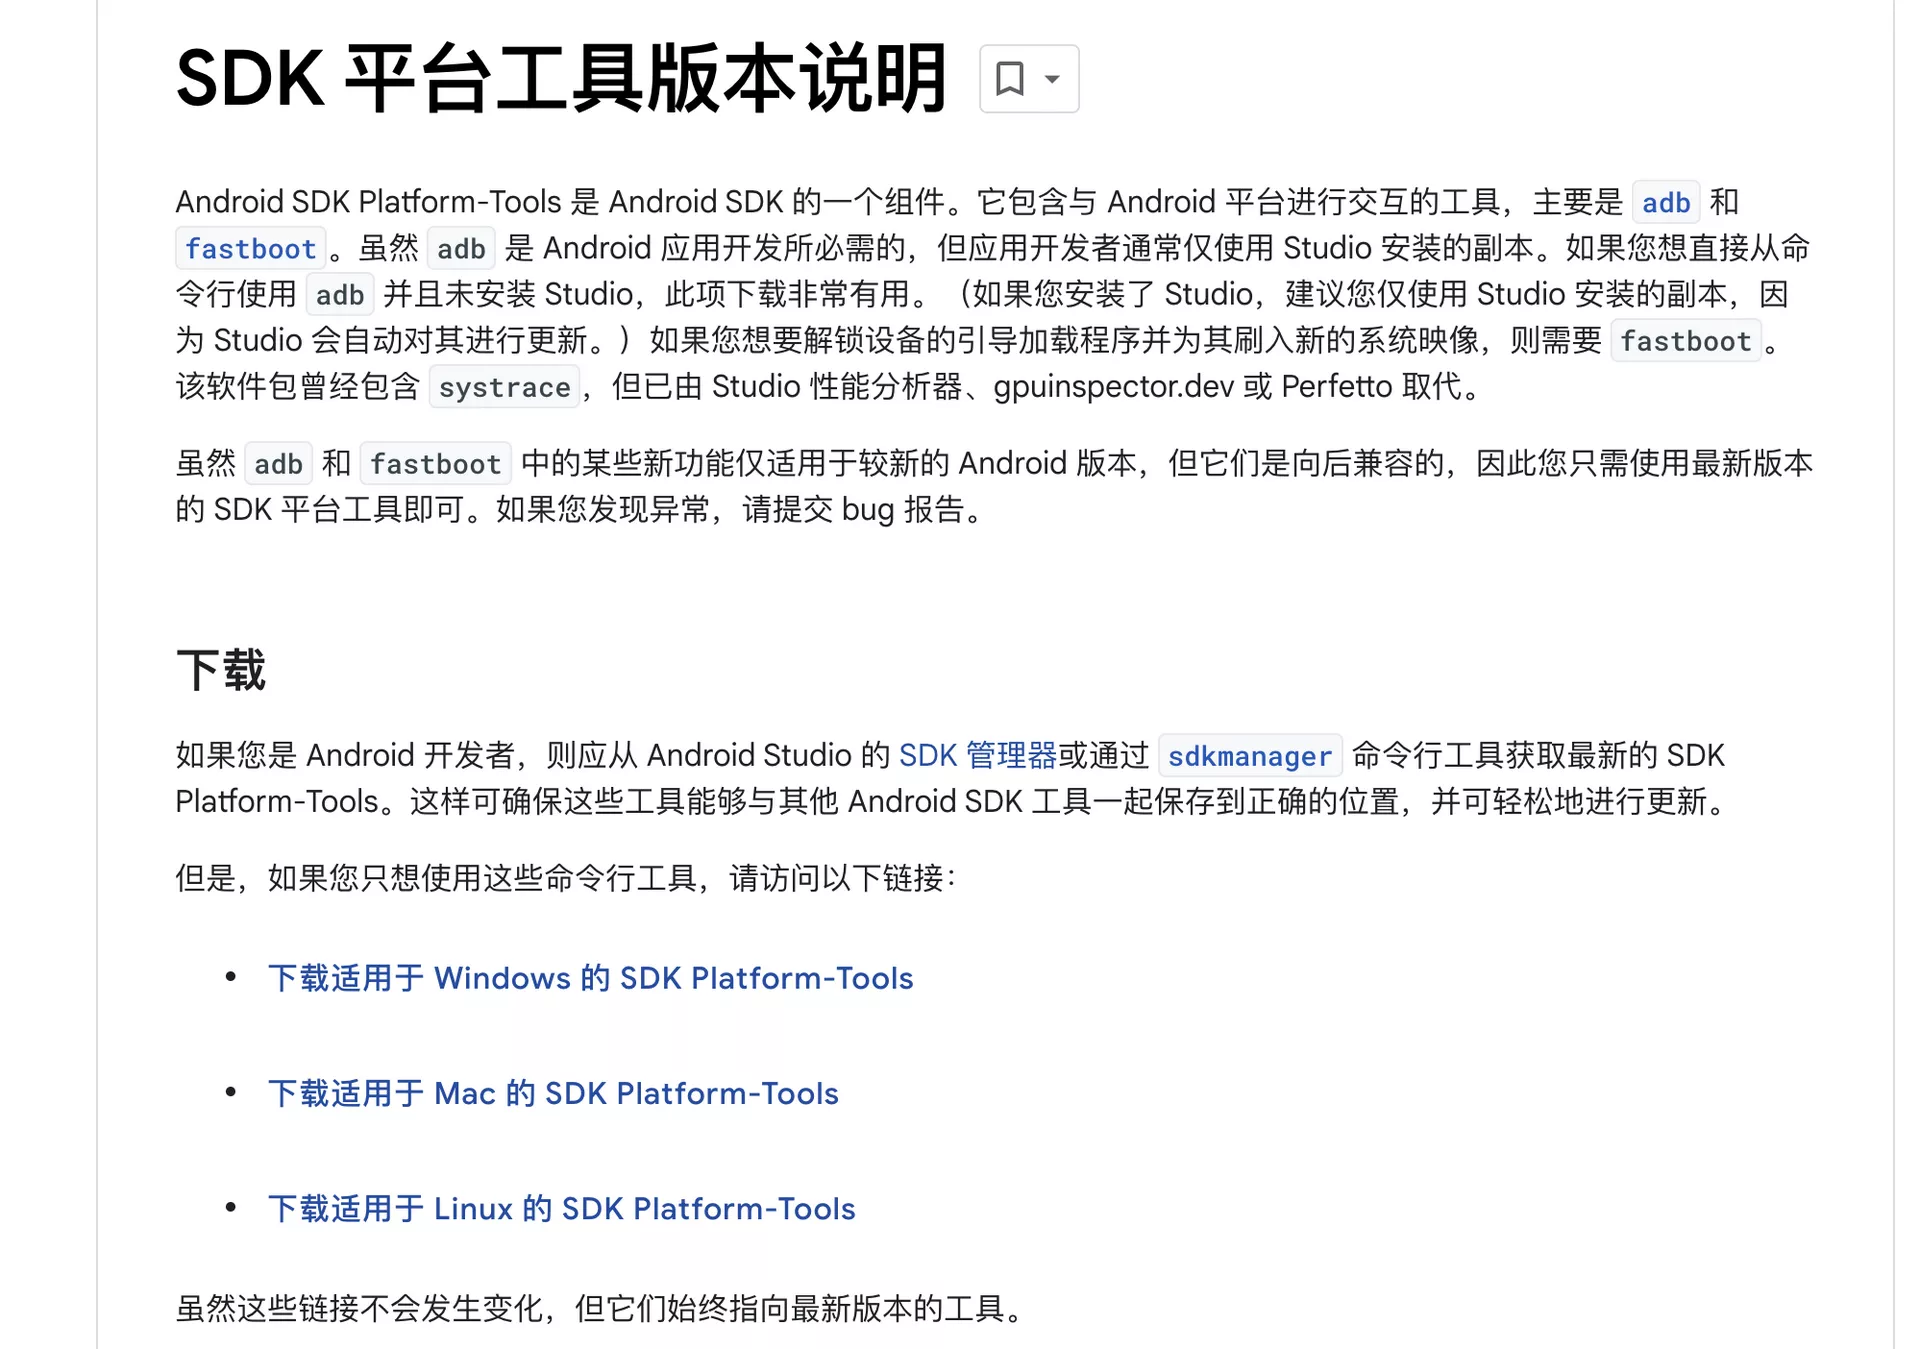 SDK 平台工具版本说明
Android SDK Platform-Tools 是 Android SDK 的一个组件。它包含与 Android 平台进行交互的工具，主要是 adb 和
fastboot。虽然 adb 是 Android 应用开发所必需的，但应用开发者通常仅使用 Studio 安装的副本。如果您想直接从命
令行使用 adb 并且未安装 Studio，此项下载非常有用。（如果您安装了 Studio，建议您仅使用 Studio 安装的副本，因
为 Studio 会自动对其进行更新。）如果您想要解锁设备的引导加载程序并为其刷入新的系统映像，则需要 fastboot。
该软件包曾经包含 systrace，但已由 Studio 性能分析器、gpuinspector.dev 或 Perfetto 取代。
虽然 adb 和 fastboot 中的某些新功能仅适用于较新的 Android 版本，但它们是向后兼容的，因此您只需使用最新版本
的 SDK 平台工具即可。如果您发现异常，请提交 bug 报告。
下载
如果您是 Android 开发者，则应从 Android Studio 的 SDK 管理器或通过 sdkmanager 命令行工具获取最新的 SDK
Platform-Tools。这样可确保这些工具能够与其他 Android SDK 工具一起保存到正确的位置，并可轻松地进行更新。
但是，如果您只想使用这些命令行工具，请访问以下链接：
• 下载适用于 Windows 的 SDK Platform-Tools
• 下载适用于 Mac 的 SDK Platform-Tools
• 下载适用于 Linux 的 SDK Platform-Tools
虽然这些链接不会发生变化，但它们始终指向最新版本的工具。